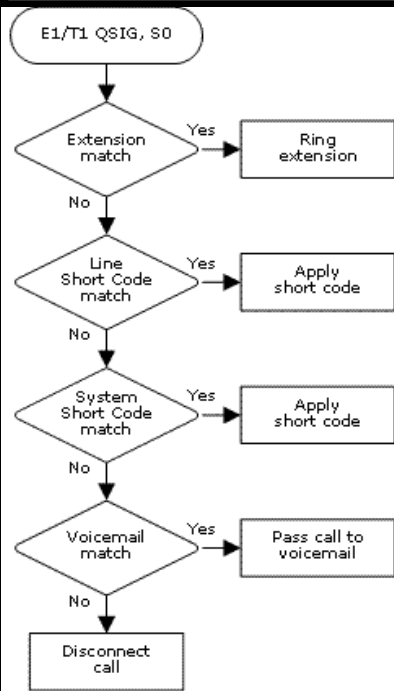 E1/T1 QSIG, S0
Extension
match
Yes
Ring
extension
No
Line
Short Code
match
Yes
Apply
short code
No
System
Short Code
match
Yes
Apply
short code
No
Voicemail
match
Yes
Pass call to
voicemail
No
Disconnect
call